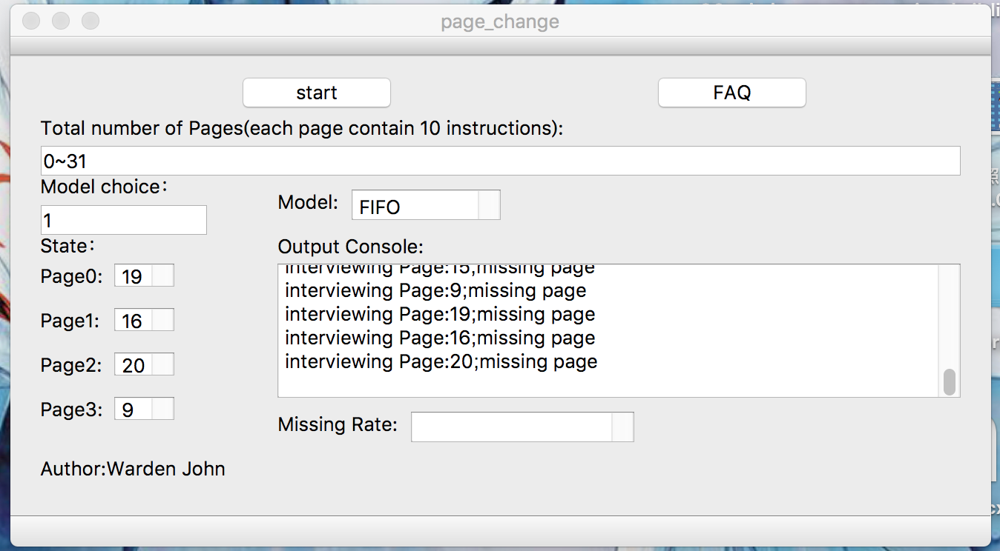 page_change
start
FAQ
Total number of Pages(each page contain 10 instructions):
0~31
Model choice：
1
Model:
FIFO
State：
Page0:
19
Page1:
16
Page2:
20
Page3:
9
Output Console:
interviewing Page:15;missing page
interviewing Page:9;missing page
interviewing Page:19;missing page
interviewing Page:16;missing page
interviewing Page:20;missing page
Missing Rate:
Author:Warden John